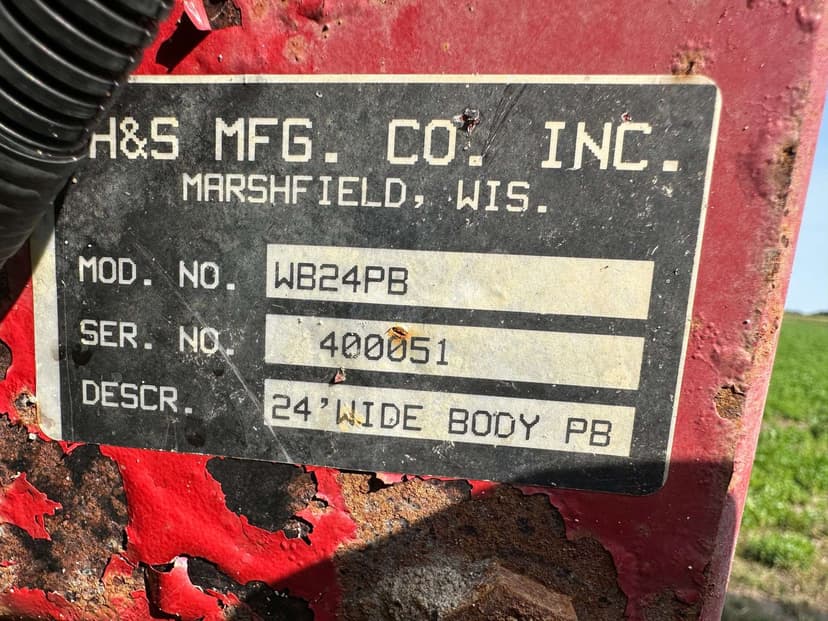 H&S MFG. CO. INC.
MARSHFIELD, WIS.
MOD. NO. WB24PB
SER. NO. 400051
DESCR. 24'WIDE BODY PB